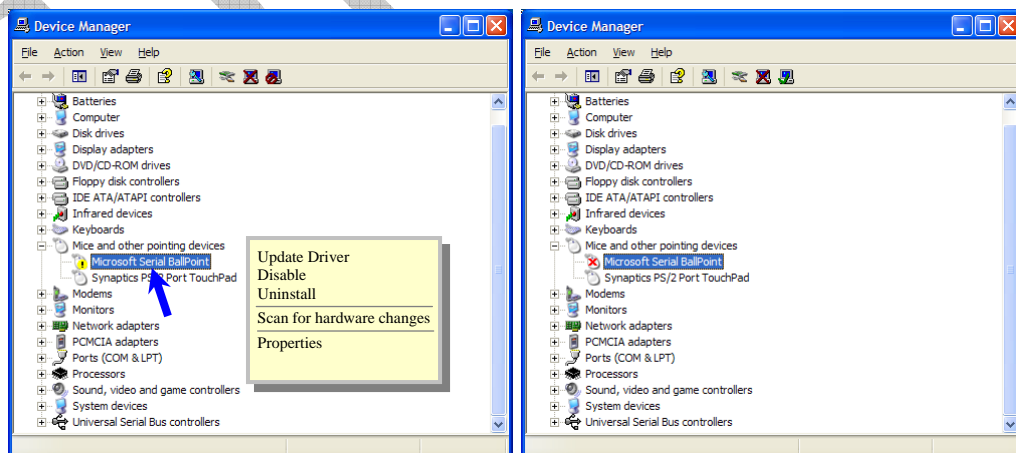 Device Manager
File Action View Help
Batteries
Computer
Disk drives
Display adapters
DVD/CD-ROM drives
Floppy disk controllers
IDE ATA/ATAPI controllers
Infrared devices
Keyboards
Mice and other pointing devices
Microsoft Serial BallPoint
Synaptics PS/2 Port TouchPad
Modems
Monitors
Network adapters
PCMCIA adapters
Ports (COM & LPT)
Processors
Sound, video and game controllers
System devices
Universal Serial Bus controllers
Update Driver
Disable
Uninstall
Scan for hardware changes
Properties
Device Manager
File Action View Help
Batteries
Computer
Disk drives
Display adapters
DVD/CD-ROM drives
Floppy disk controllers
IDE ATA/ATAPI controllers
Infrared devices
Keyboards
Mice and other pointing devices
Microsoft Serial BallPoint
Synaptics PS/2 Port TouchPad
Modems
Monitors
Network adapters
PCMCIA adapters
Ports (COM & LPT)
Processors
Sound, video and game controllers
System devices
Universal Serial Bus controllers